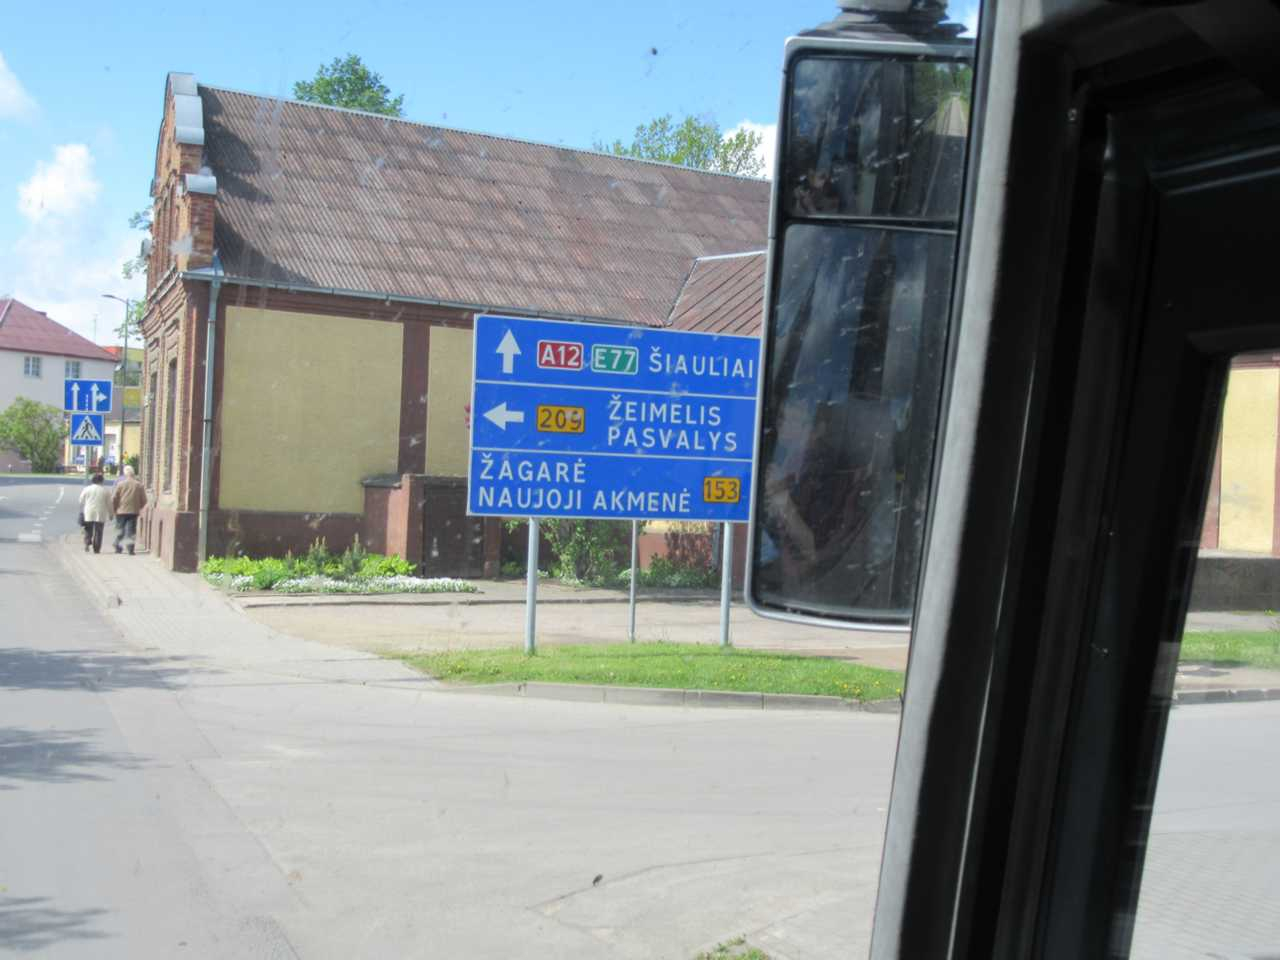 A12 E77 ŠIAULIAI
209 ŽEIMELIS
PASVALYS
ŽAGARĖ
NAUJOJI AKMENĖ 153